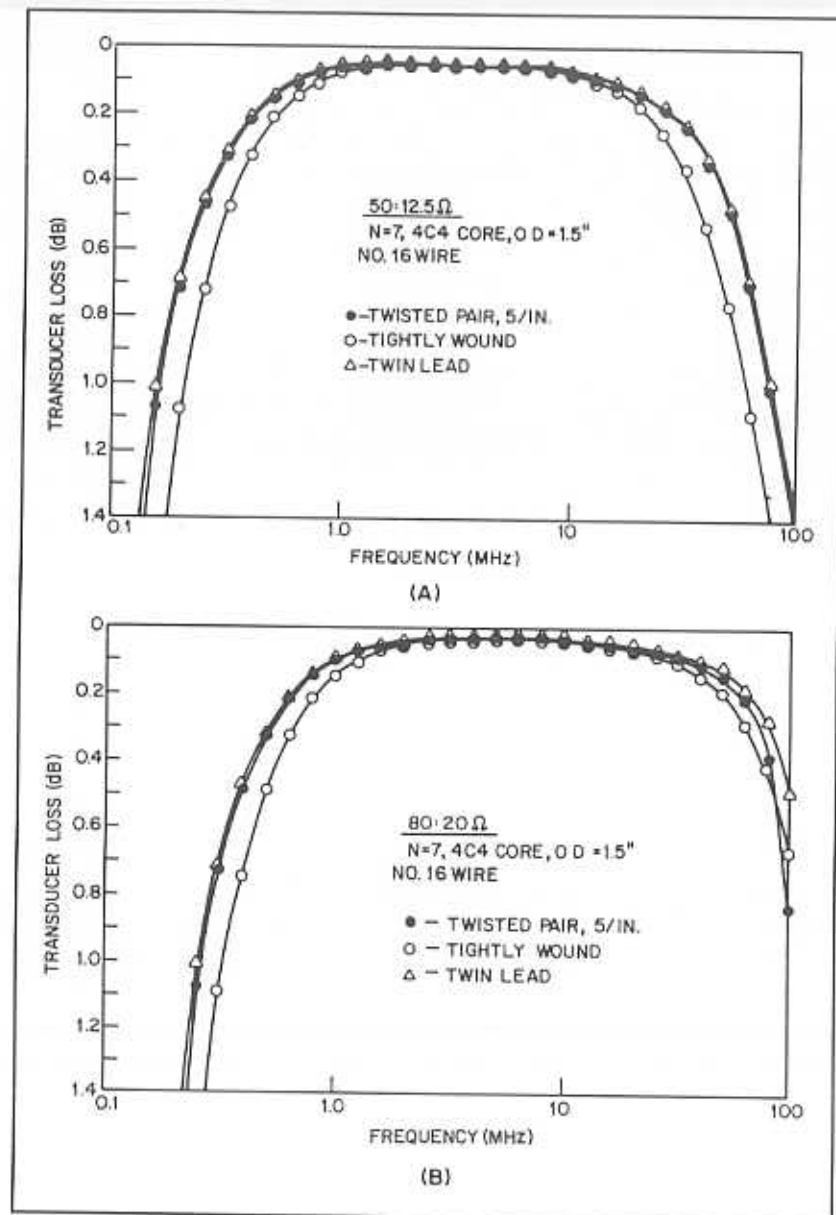 0
0.2
0.4
0.6
0.8
1.0
1.2
1.4
TRANSDUCER LOSS (dB)
50:12.5Ω
N=7, 4C4 CORE, OD=1.5"
NO. 16 WIRE
●-TWISTED PAIR, 5/IN.
○-TIGHTLY WOUND
△-TWIN LEAD
0.1 1.0 10 100
FREQUENCY (MHz)
(A)
0
0.2
0.4
0.6
0.8
1.0
1.2
1.4
TRANSDUCER LOSS (dB)
80:20Ω
N=7, 4C4 CORE, OD =1.5"
NO. 16 WIRE
● – TWISTED PAIR, 5/IN.
○ – TIGHTLY WOUND
△ – TWIN LEAD
0.1 1.0 10 100
FREQUENCY (MHz)
(B)